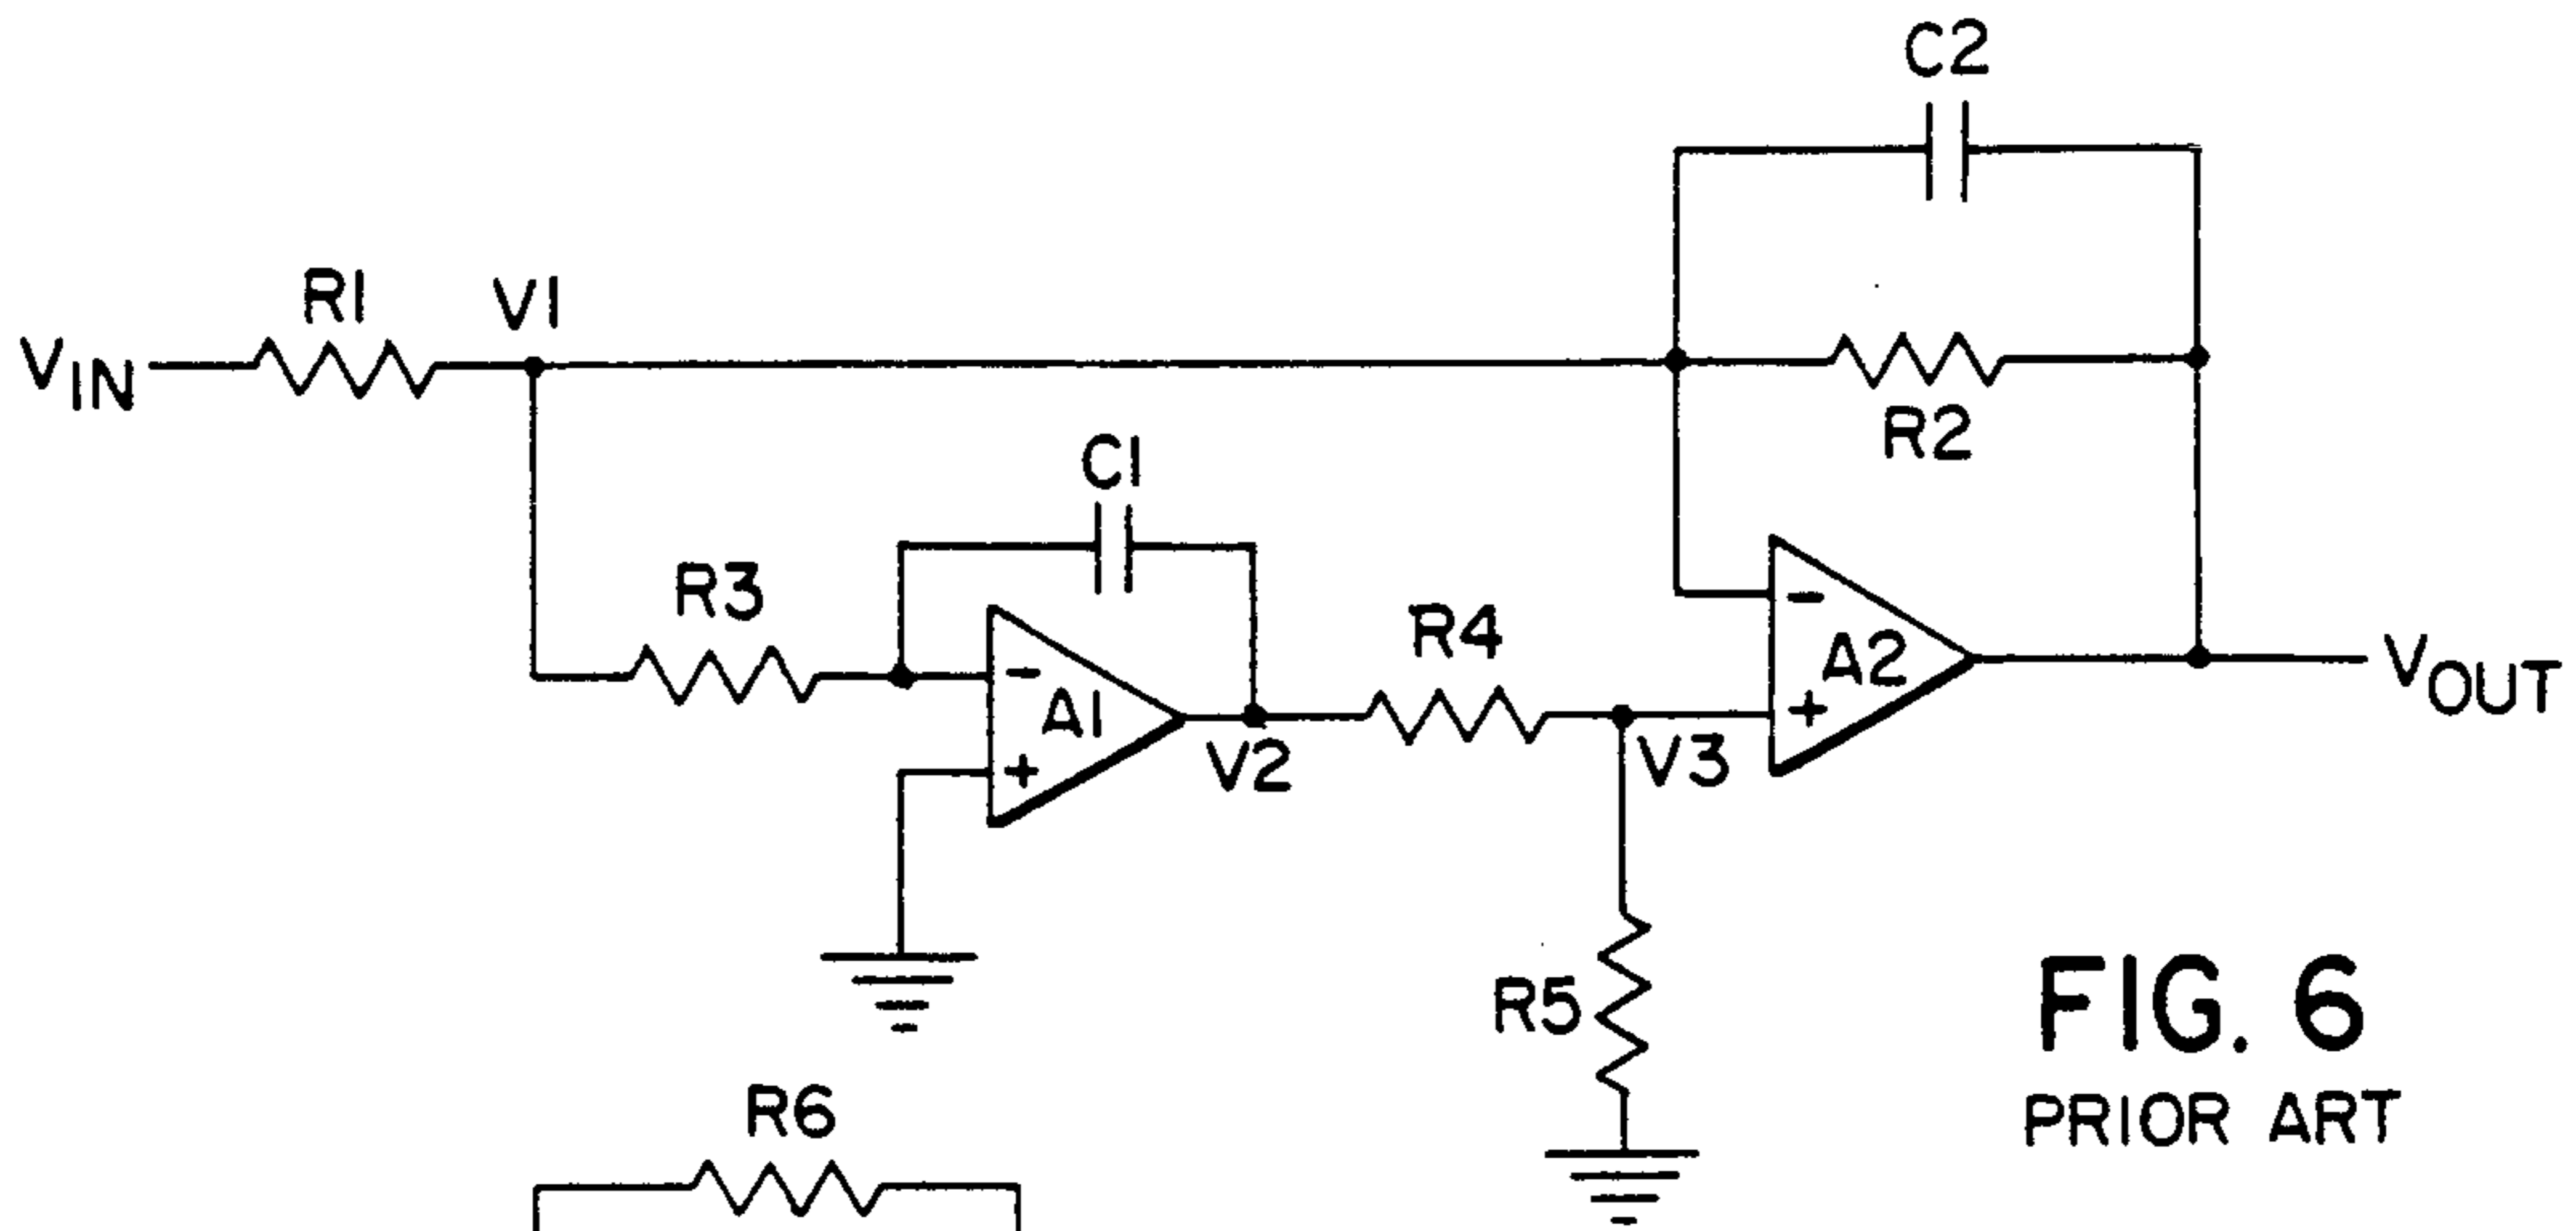 C2
R1
V1
VIN
R2
C1
R3
R4
-
A2
+
VOUT
-
A1
+
V2
V3
R5
FIG. 6
PRIOR ART
R6